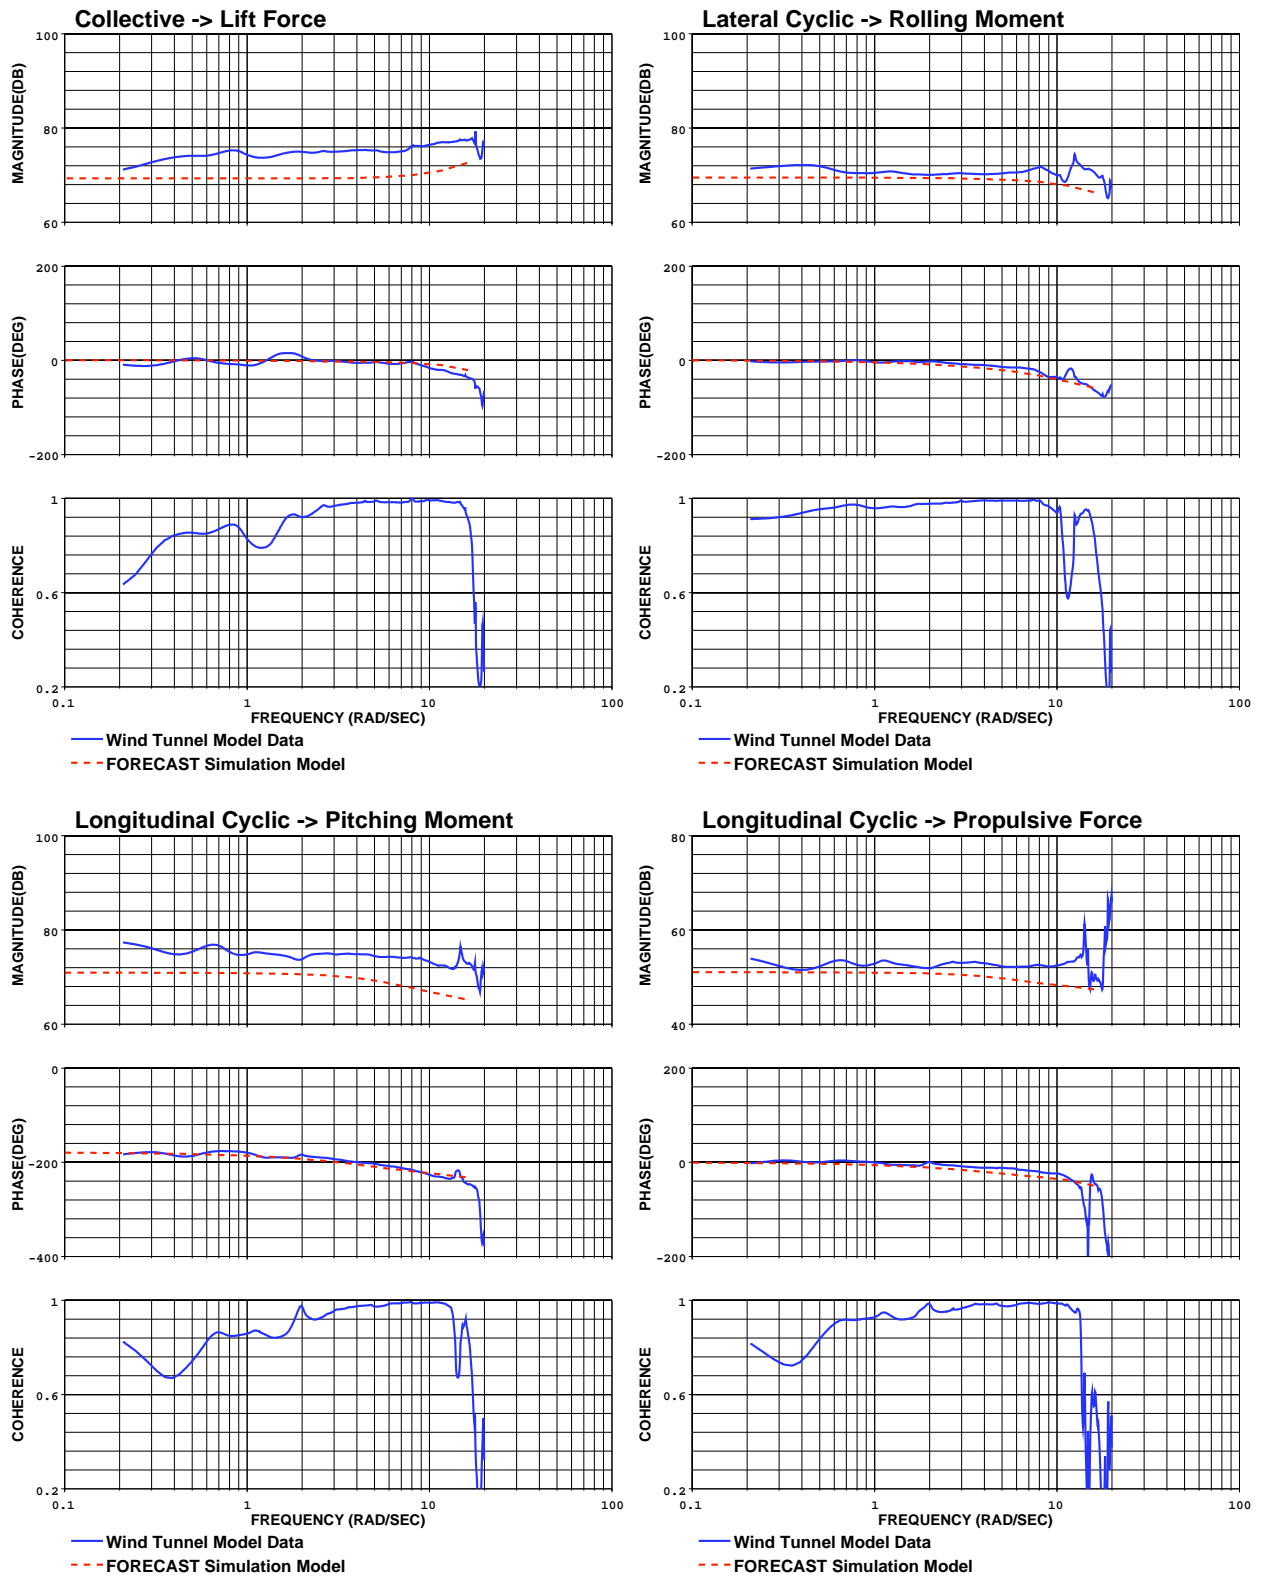 Collective -> Lift Force
100
80
60
MAGNITUDE(DB)
200
0
-200
PHASE(DEG)
1
0.6
0.2
COHERENCE
0.1
1
10
100
FREQUENCY (RAD/SEC)
Wind Tunnel Model Data
FORECAST Simulation Model
Lateral Cyclic -> Rolling Moment
100
80
60
MAGNITUDE(DB)
200
0
-200
PHASE(DEG)
1
0.6
0.2
COHERENCE
0.1
1
10
100
FREQUENCY (RAD/SEC)
Wind Tunnel Model Data
FORECAST Simulation Model
Longitudinal Cyclic -> Pitching Moment
100
80
60
MAGNITUDE(DB)
0
-200
-400
PHASE(DEG)
1
0.6
0.2
COHERENCE
0.1
1
10
100
FREQUENCY (RAD/SEC)
Wind Tunnel Model Data
FORECAST Simulation Model
Longitudinal Cyclic -> Propulsive Force
80
60
40
MAGNITUDE(DB)
200
0
-200
PHASE(DEG)
1
0.6
0.2
COHERENCE
0.1
1
10
100
FREQUENCY (RAD/SEC)
Wind Tunnel Model Data
FORECAST Simulation Model